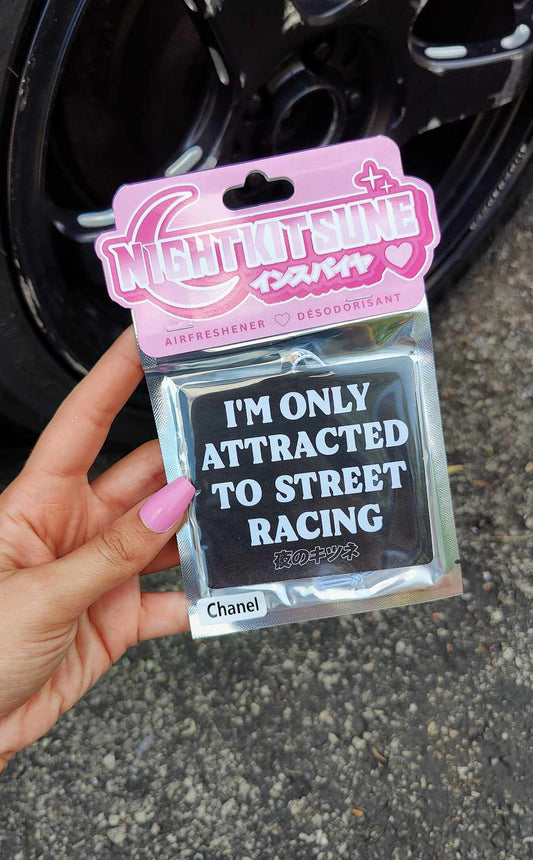 NIGHTKITSUNE
インスパイヤ
AIRFRESHENER ♡ DÉSODORISANT
I'M ONLY
ATTRACTED
TO STREET
RACING
夜のキツネ
Chanel